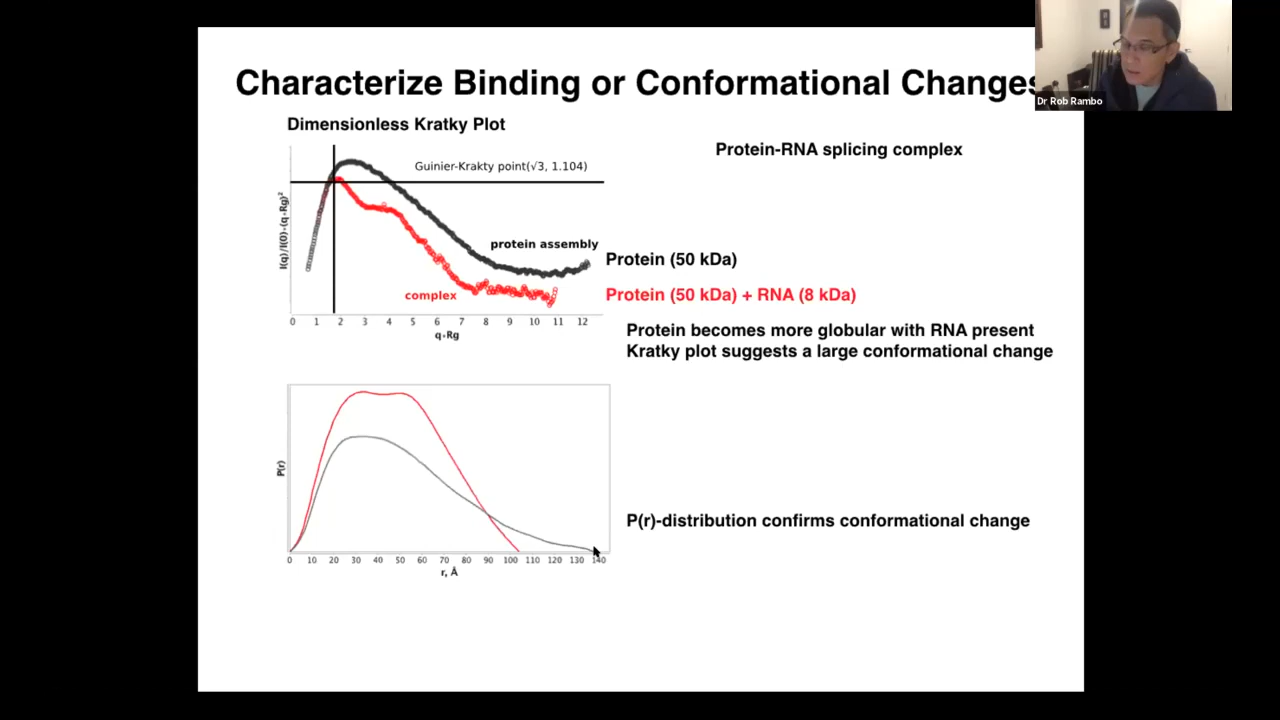 Dr Rob Rambo
Characterize Binding or Conformational Changes
Dimensionless Kratky Plot
Protein-RNA splicing complex
Guinier-Krakty point(√3, 1.104)
I(q)/I(0)∘(q∘Rg)²
protein assembly
complex
0 1 2 3 4 5 6 7 8 9 10 11 12
q∘Rg
Protein (50 kDa)
Protein (50 kDa) + RNA (8 kDa)
Protein becomes more globular with RNA present
Kratky plot suggests a large conformational change
P(r)
0 10 20 30 40 50 60 70 80 90 100 110 120 130 140
r, Å
P(r)-distribution confirms conformational change